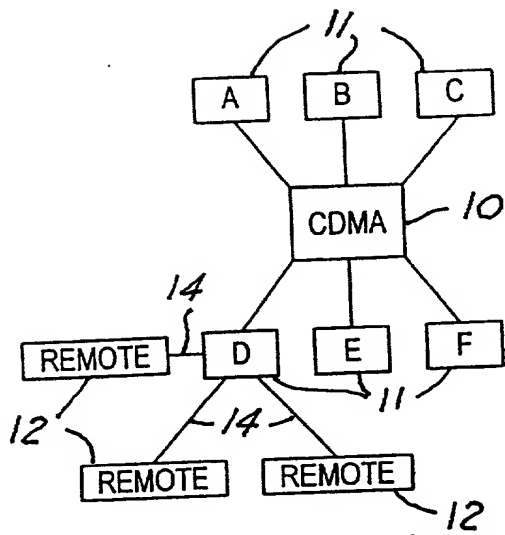 11
A B C
CDMA 10
14
REMOTE D E F
12 14 11
REMOTE REMOTE
12